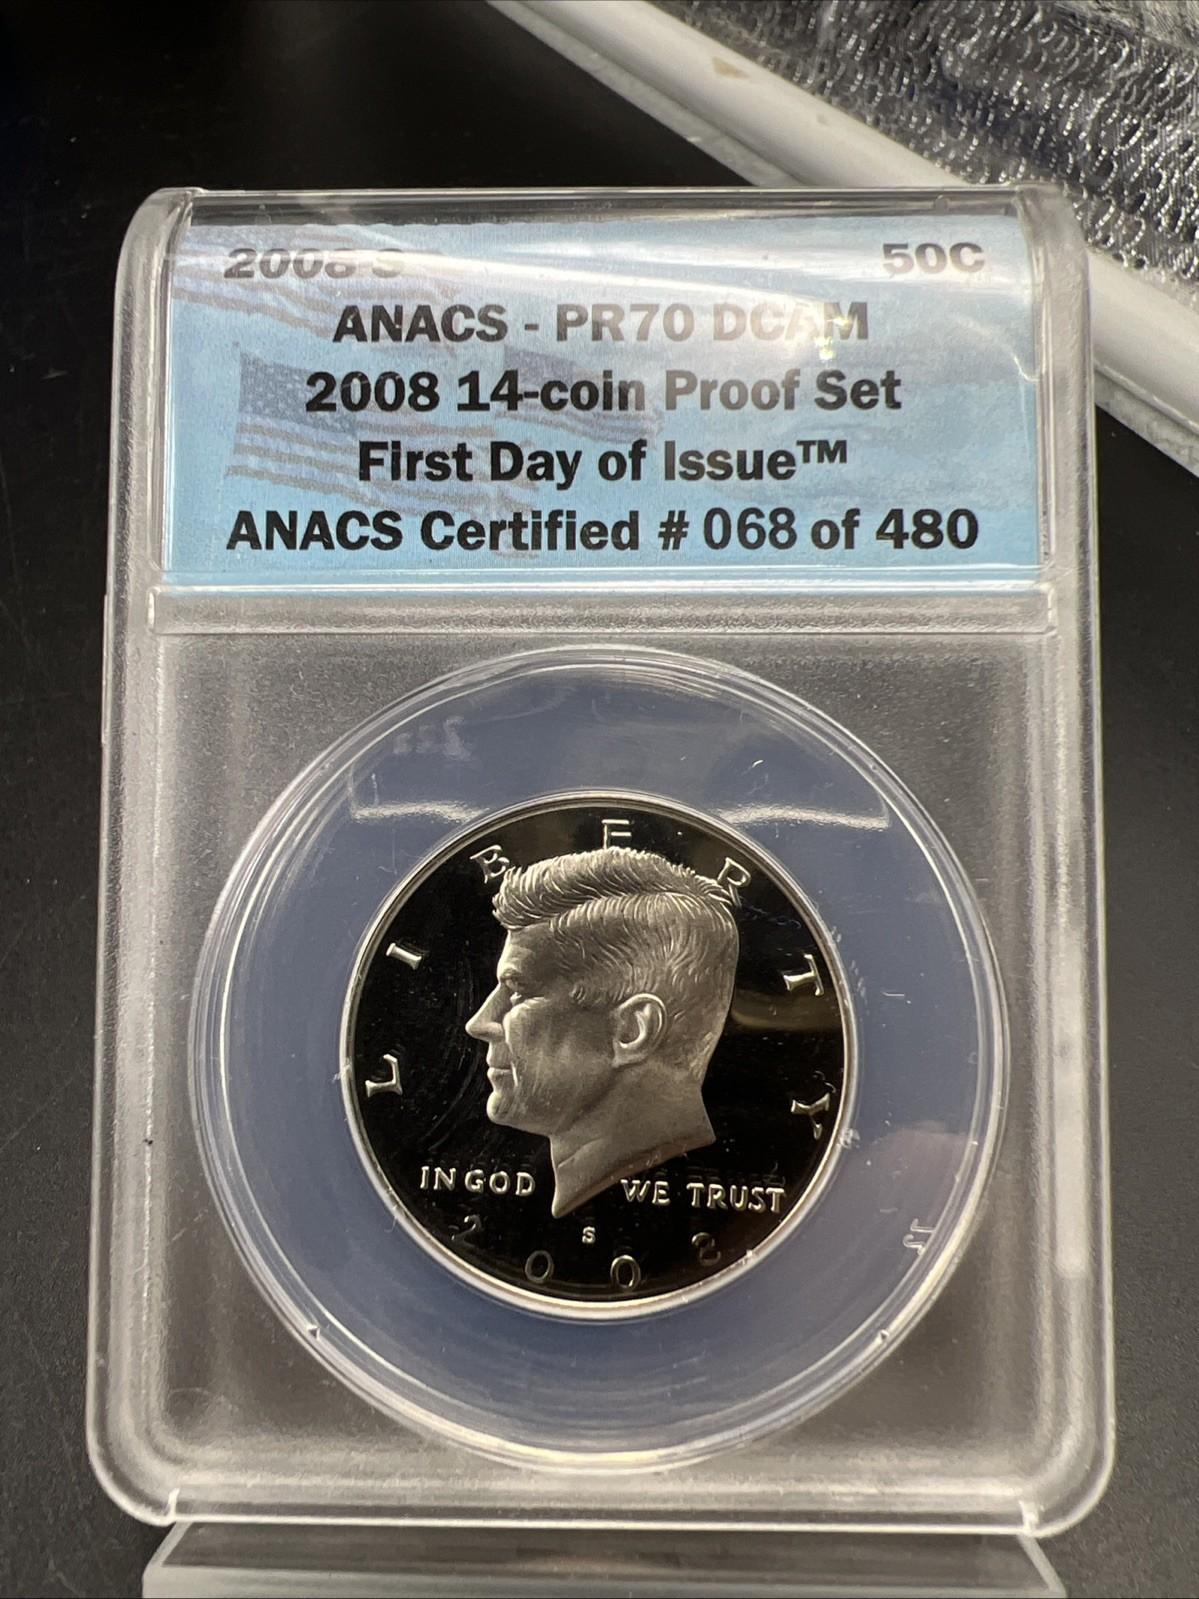 2008 S 50C
ANACS - PR70 DCAM
2008 14-coin Proof Set
First Day of Issue™
ANACS Certified # 068 of 480
LIBERTY
IN GOD WE TRUST
S
2008